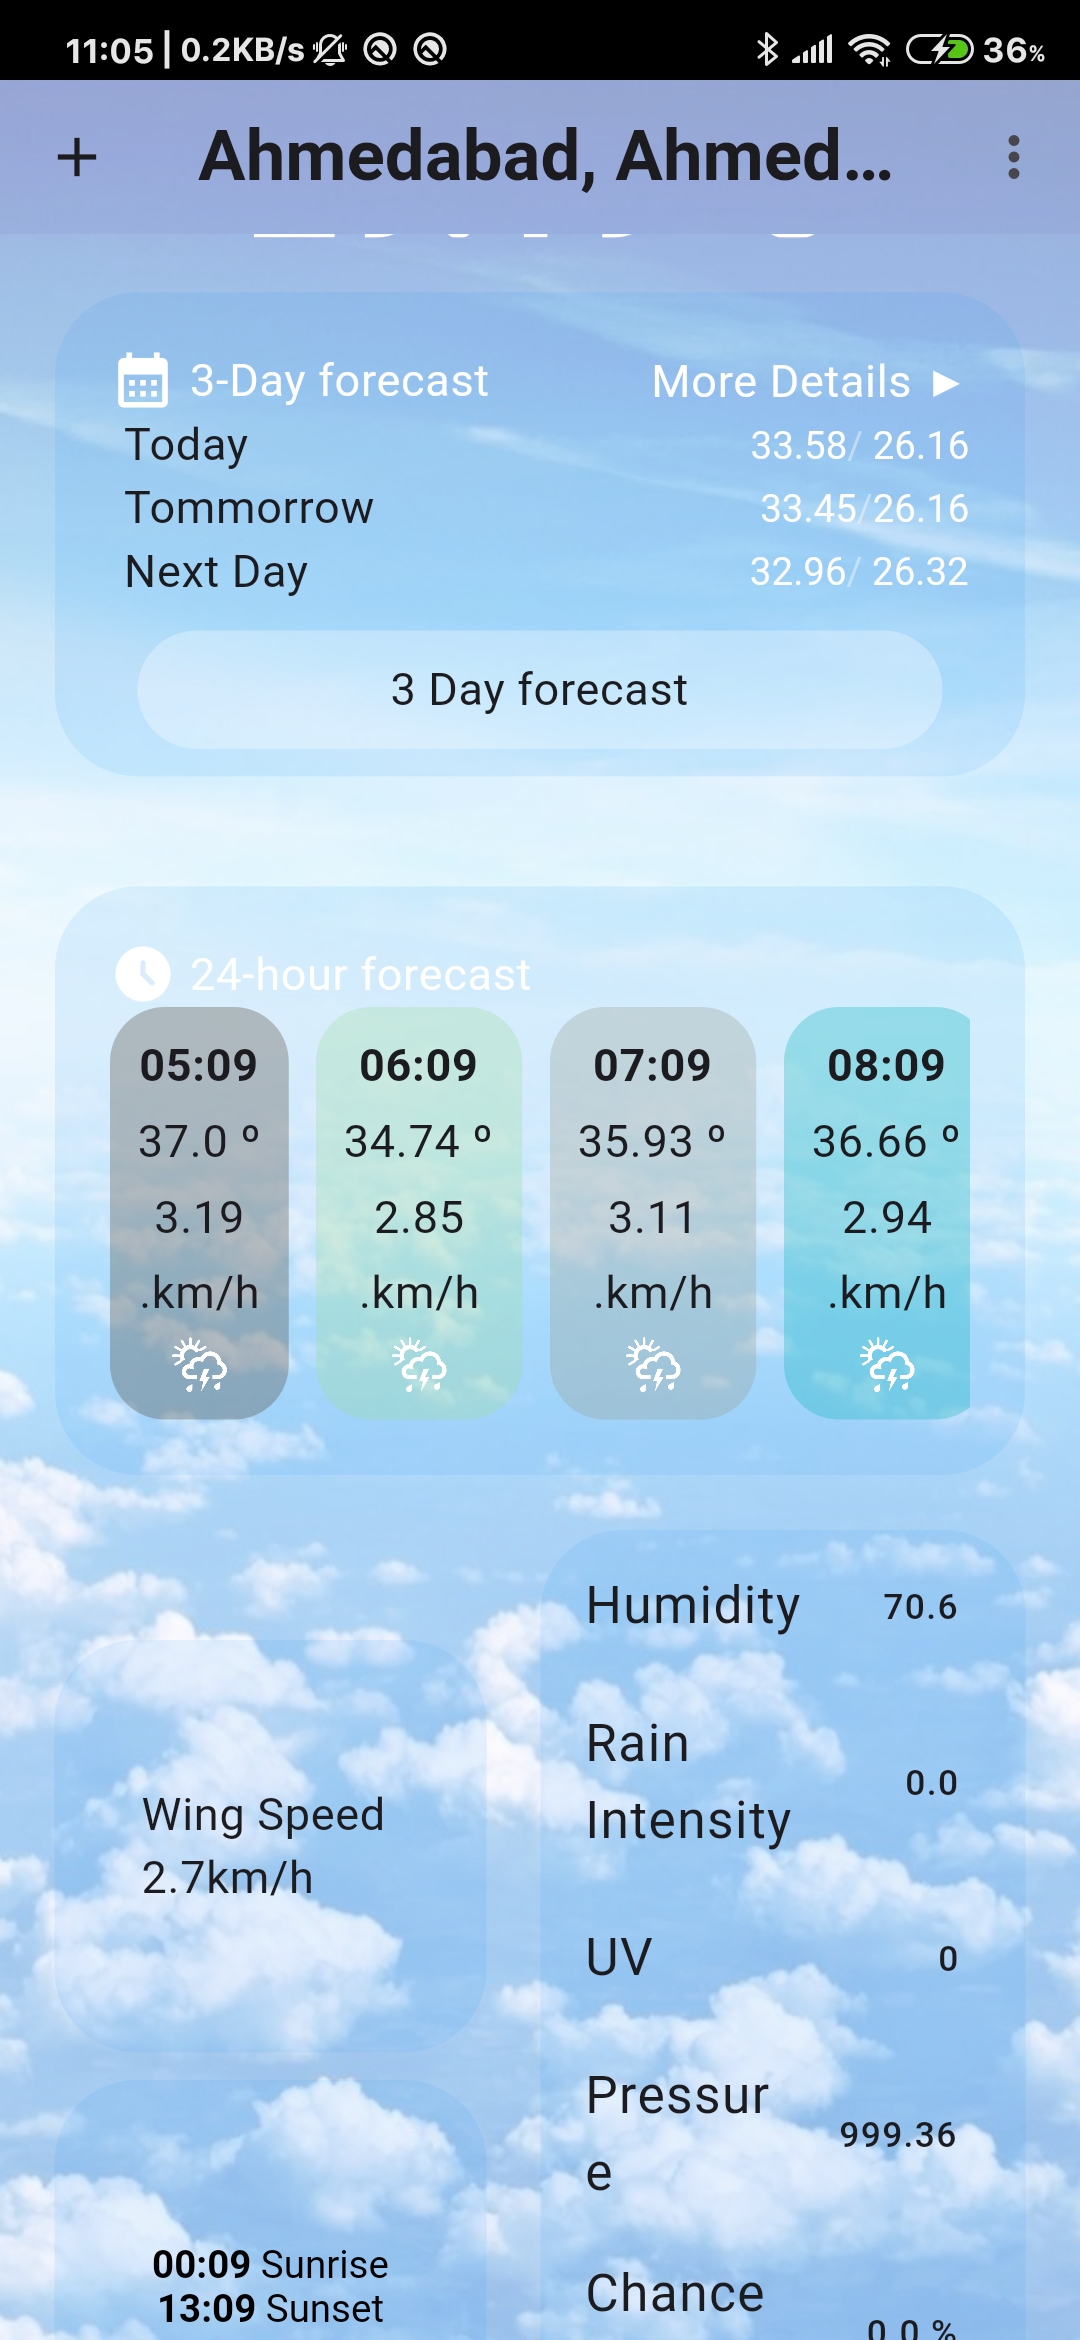 11:05 | 0.2KB/s 36%
+ Ahmedabad, Ahmed...
3-Day forecast More Details ▶
Today 33.58/ 26.16
Tommorrow 33.45/26.16
Next Day 32.96/ 26.32
3 Day forecast
24-hour forecast
05:09 06:09 07:09 08:09
37.0 º 34.74 º 35.93 º 36.66 º
3.19 2.85 3.11 2.94
.km/h .km/h .km/h .km/h
Humidity 70.6
Rain
Intensity 0.0
Wing Speed
2.7km/h
UV 0
Pressur
e 999.36
00:09 Sunrise
13:09 Sunset
Chance
0.0 %